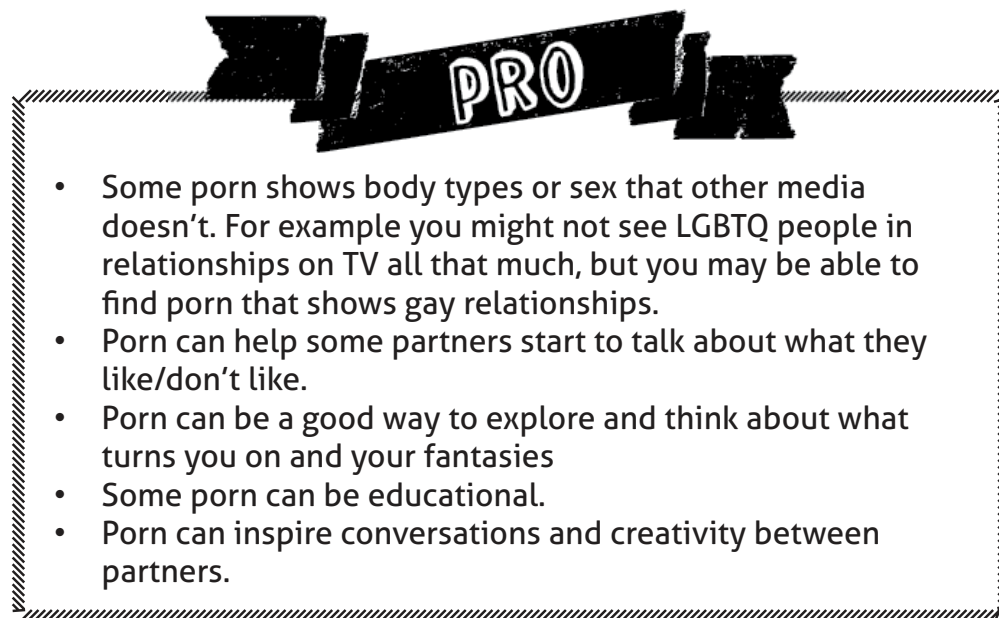 PRO
• Some porn shows body types or sex that other media
doesn't. For example you might not see LGBTQ people in
relationships on TV all that much, but you may be able to
find porn that shows gay relationships.
• Porn can help some partners start to talk about what they
like/don't like.
• Porn can be a good way to explore and think about what
turns you on and your fantasies
• Some porn can be educational.
• Porn can inspire conversations and creativity between
partners.